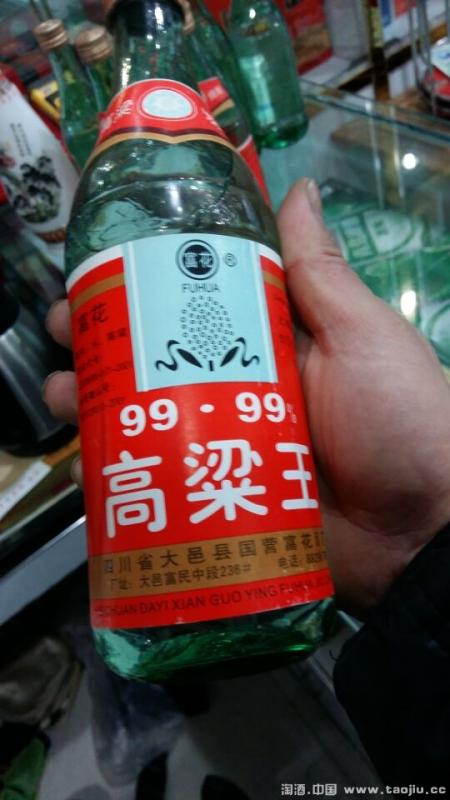 粱
富花
®
FUHUA
富花
99·99%
高粱王
四川省大邑县国营富花
厂址：大邑富民中段236# 电话：
CHUAN DAYI XIAN GUO YING FUHUA
淘酒.中国 www.taojiu.cc